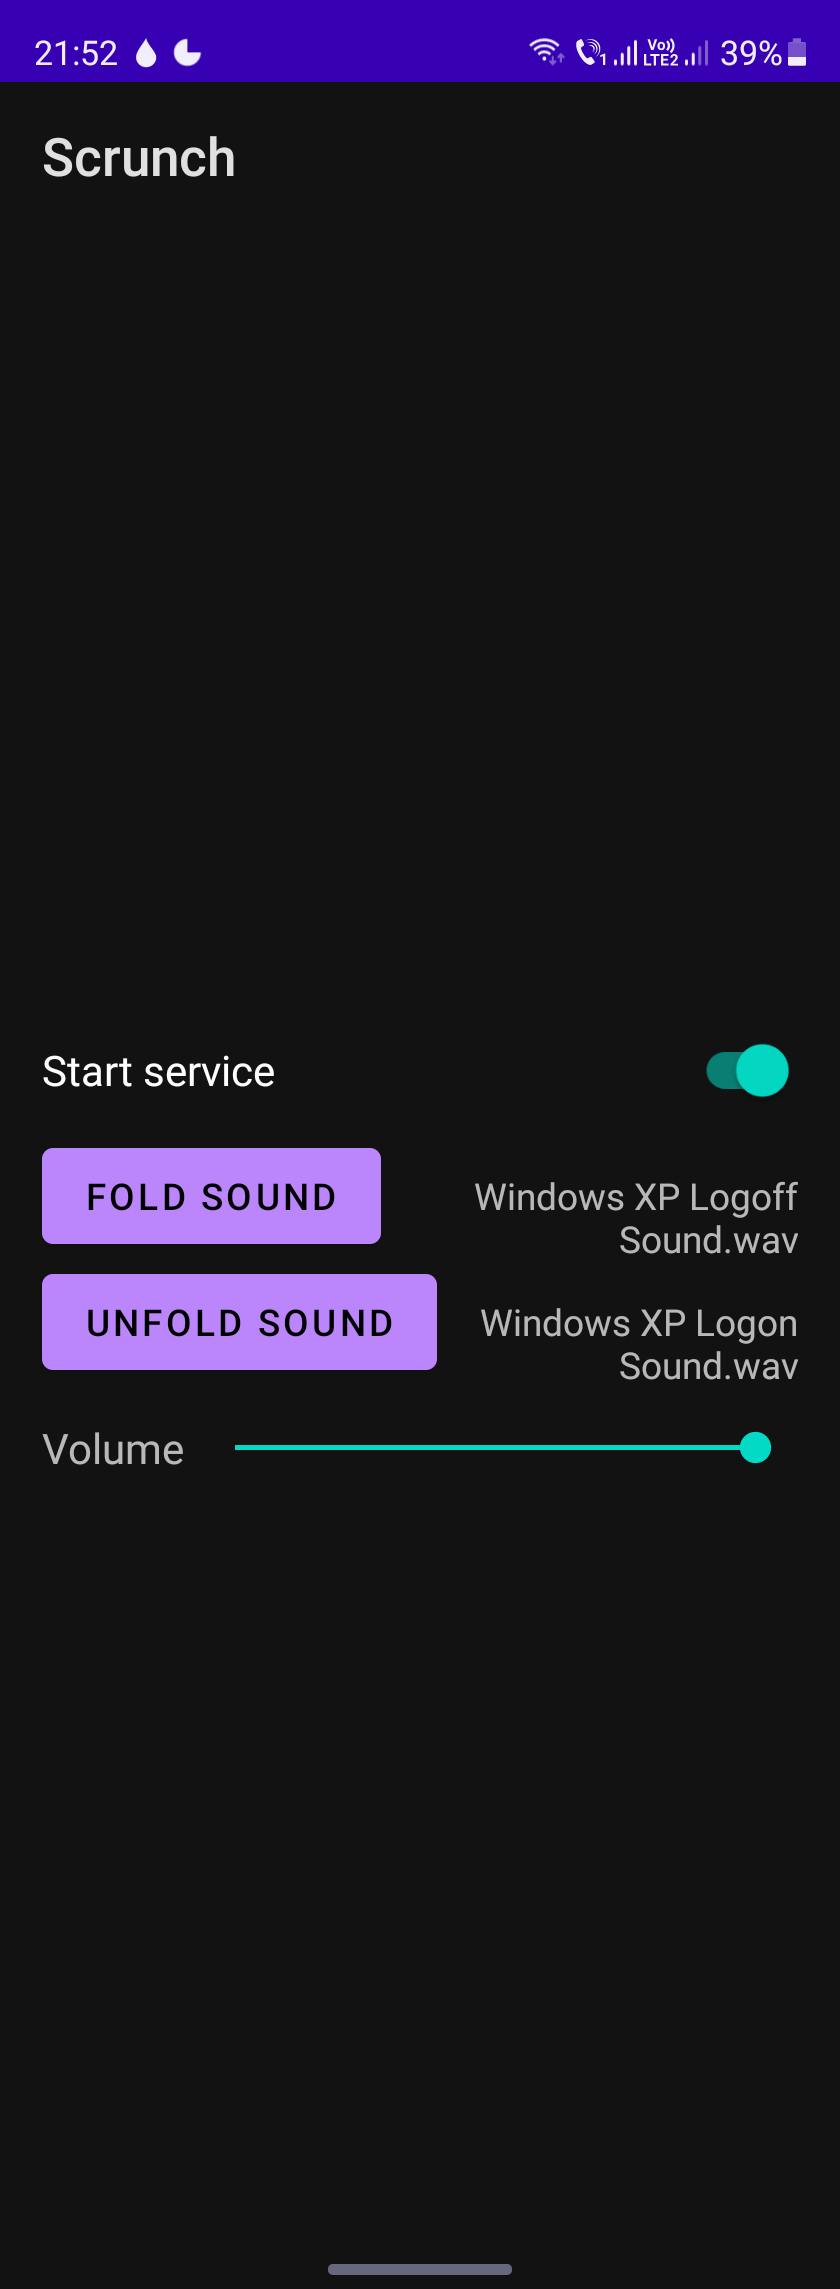 21:52
1 Vo)) LTE2 39%
Scrunch
Start service
FOLD SOUND
Windows XP Logoff
Sound.wav
UNFOLD SOUND
Windows XP Logon
Sound.wav
Volume